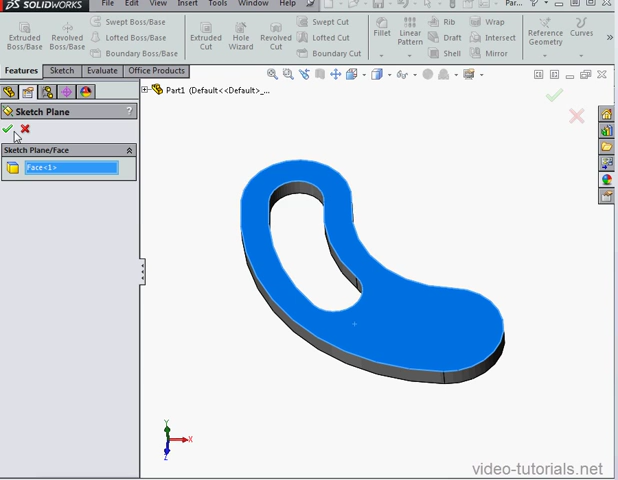 SOLIDWORKS File Edit View Insert Tools Window Help Par...
Extruded Boss/Base
Revolved Boss/Base
Swept Boss/Base
Lofted Boss/Base
Boundary Boss/Base
Extruded Cut
Hole Wizard
Revolved Cut
Swept Cut
Lofted Cut
Boundary Cut
Fillet
Linear Pattern
Rib
Draft
Shell
Wrap
Intersect
Mirror
Reference Geometry
Curves
Features Sketch Evaluate Office Products
Part1 (Default<<Default>_...
Sketch Plane ?
Sketch Plane/Face
Face<1>
Y
X
Z
video-tutorials.net